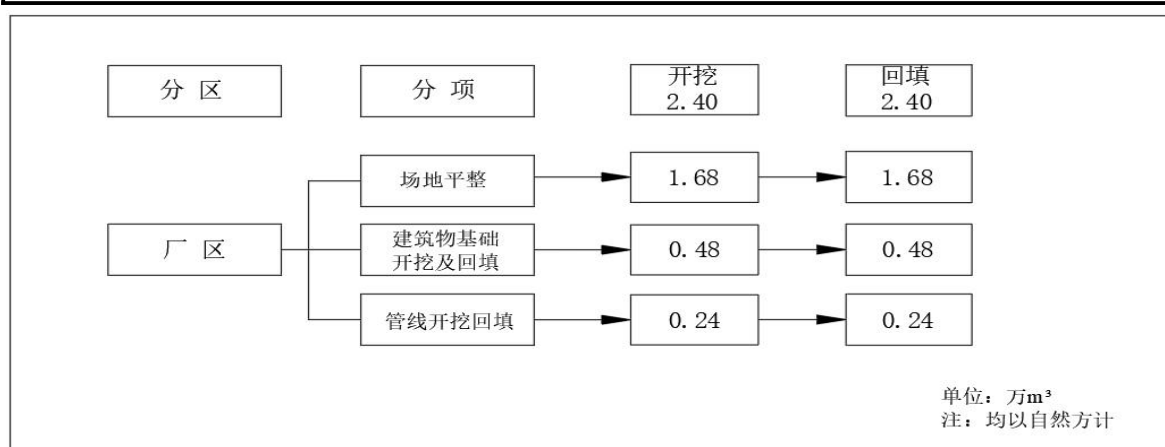 分 区
分 项
开挖
2.40
回填
2.40
场地平整
1.68
1.68
厂 区
建筑物基础
开挖及回填
0.48
0.48
管线开挖回填
0.24
0.24
单位：万m³
注：均以自然方计